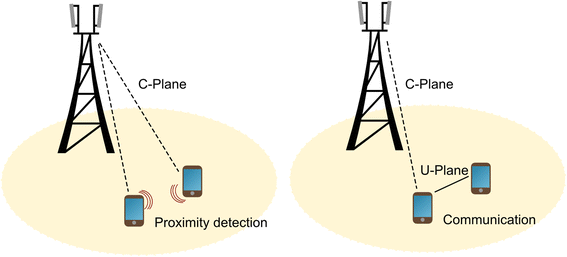 C-Plane
Proximity detection
C-Plane
U-Plane
Communication